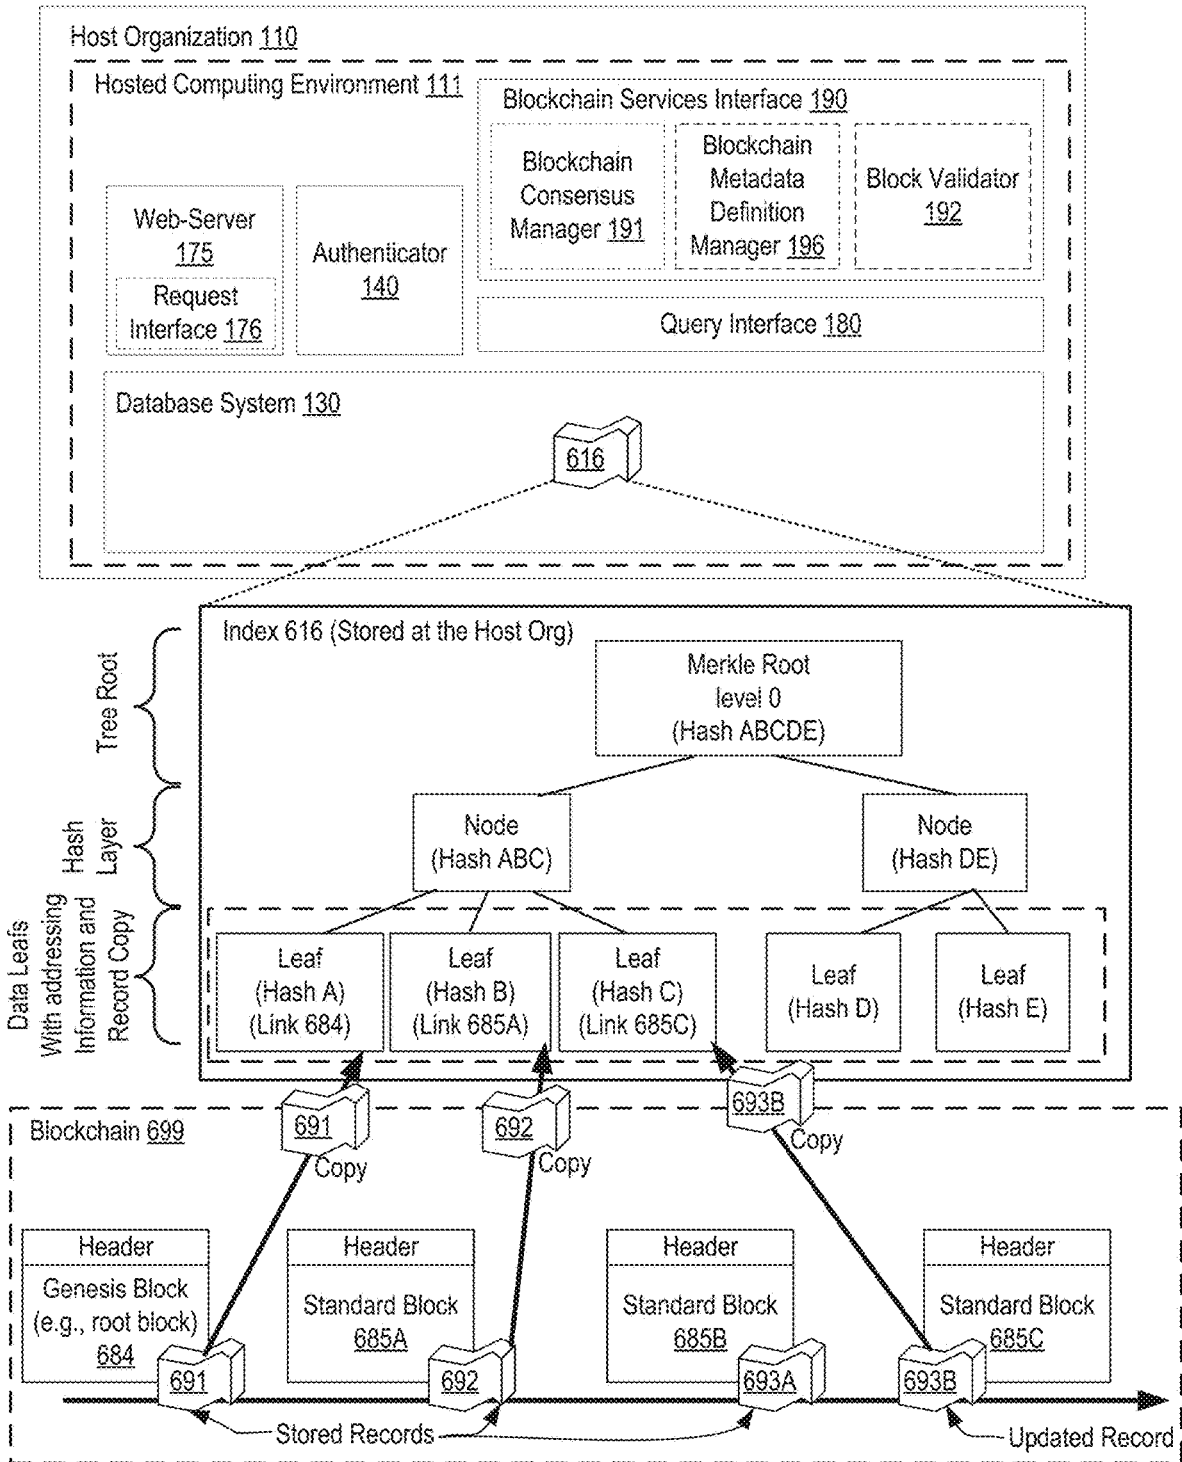 Host Organization 110
Hosted Computing Environment 111
Blockchain Services Interface 190
Blockchain
Consensus
Manager 191
Blockchain
Metadata
Definition
Manager 196
Block Validator
192
Web-Server
175
Request
Interface 176
Authenticator
140
Query Interface 180
Database System 130
616
Index 616 (Stored at the Host Org)
Tree Root
Merkle Root
level 0
(Hash ABCDE)
Hash
Layer
Node
(Hash ABC)
Node
(Hash DE)
Data Leafs
With addressing
Information and
Record Copy
Leaf
(Hash A)
(Link 684)
Leaf
(Hash B)
(Link 685A)
Leaf
(Hash C)
(Link 685C)
Leaf
(Hash D)
Leaf
(Hash E)
Blockchain 699
691
Copy
692
Copy
693B
Copy
Header
Genesis Block
(e.g., root block)
684
Header
Standard Block
685A
Header
Standard Block
685B
Header
Standard Block
685C
691
692
693A
693B
Stored Records
Updated Record